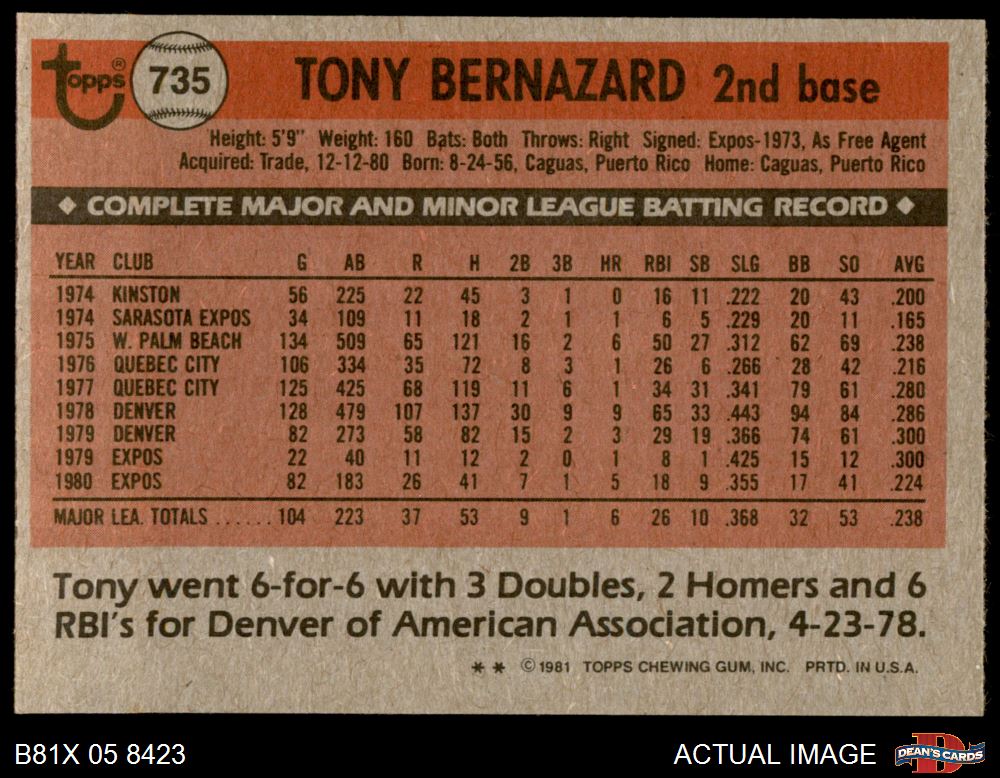 Topps® 735 TONY BERNAZARD 2nd base
Height: 5'9" Weight: 160 Bats: Both Throws: Right Signed: Expos-1973, As Free Agent
Acquired: Trade, 12-12-80 Born: 8-24-56, Caguas, Puerto Rico Home: Caguas, Puerto Rico
◆ COMPLETE MAJOR AND MINOR LEAGUE BATTING RECORD ◆
YEAR CLUB G AB R H 2B 3B HR RBI SB SLG BB SO AVG
1974 KINSTON 56 225 22 45 3 1 0 16 11 .222 20 43 .200
1974 SARASOTA EXPOS 34 109 11 18 2 1 1 6 5 .229 20 11 .165
1975 W. PALM BEACH 134 509 65 121 16 2 6 50 27 .312 62 69 .238
1976 QUEBEC CITY 106 334 35 72 8 3 1 26 6 .266 28 42 .216
1977 QUEBEC CITY 125 425 68 119 11 6 1 34 31 .341 79 61 .280
1978 DENVER 128 479 107 137 30 9 9 65 33 .443 94 84 .286
1979 DENVER 82 273 58 82 15 2 3 29 19 .366 74 61 .300
1979 EXPOS 22 40 11 12 2 0 1 8 1 .425 15 12 .300
1980 EXPOS 82 183 26 41 7 1 5 18 9 .355 17 41 .224
MAJOR LEA. TOTALS ...... 104 223 37 53 9 1 6 26 10 .368 32 53 .238
Tony went 6-for-6 with 3 Doubles, 2 Homers and 6
RBI's for Denver of American Association, 4-23-78.
* * © 1981 TOPPS CHEWING GUM, INC. PRTD. IN U.S.A.
B81X 05 8423 ACTUAL IMAGE DEAN'S CARDS